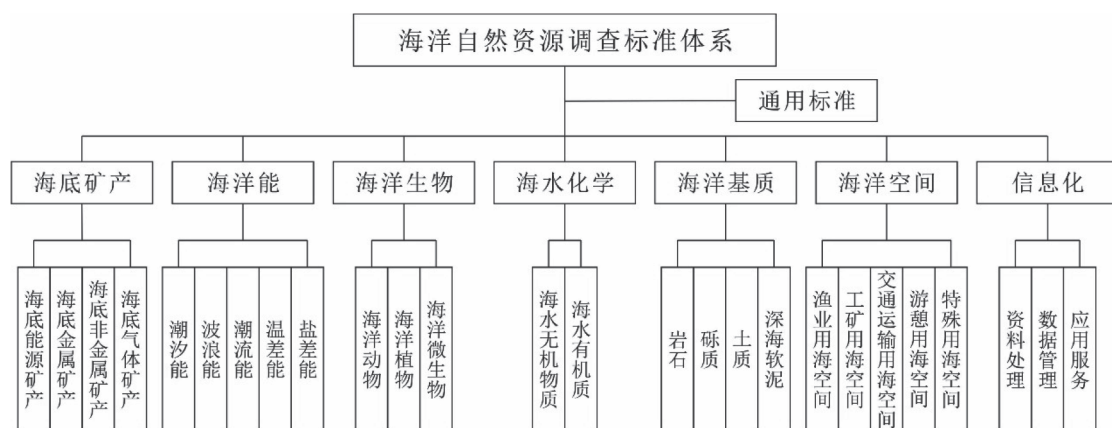 海洋自然资源调查标准体系
通用标准
海底矿产
海洋能
海洋生物
海水化学
海洋基质
海洋空间
信息化
海底能源矿产
海底金属矿产
海底非金属矿产
海底气体矿产
潮汐能
波浪能
潮流能
温差能
盐差能
海洋动物
海洋植物
海洋微生物
海水无机物质
海水有机质
岩石
砾质
土质
深海软泥
渔业用海空间
工矿用海空间
交通运输用海空间
游憩用海空间
特殊用海空间
资料处理
数据管理
应用服务